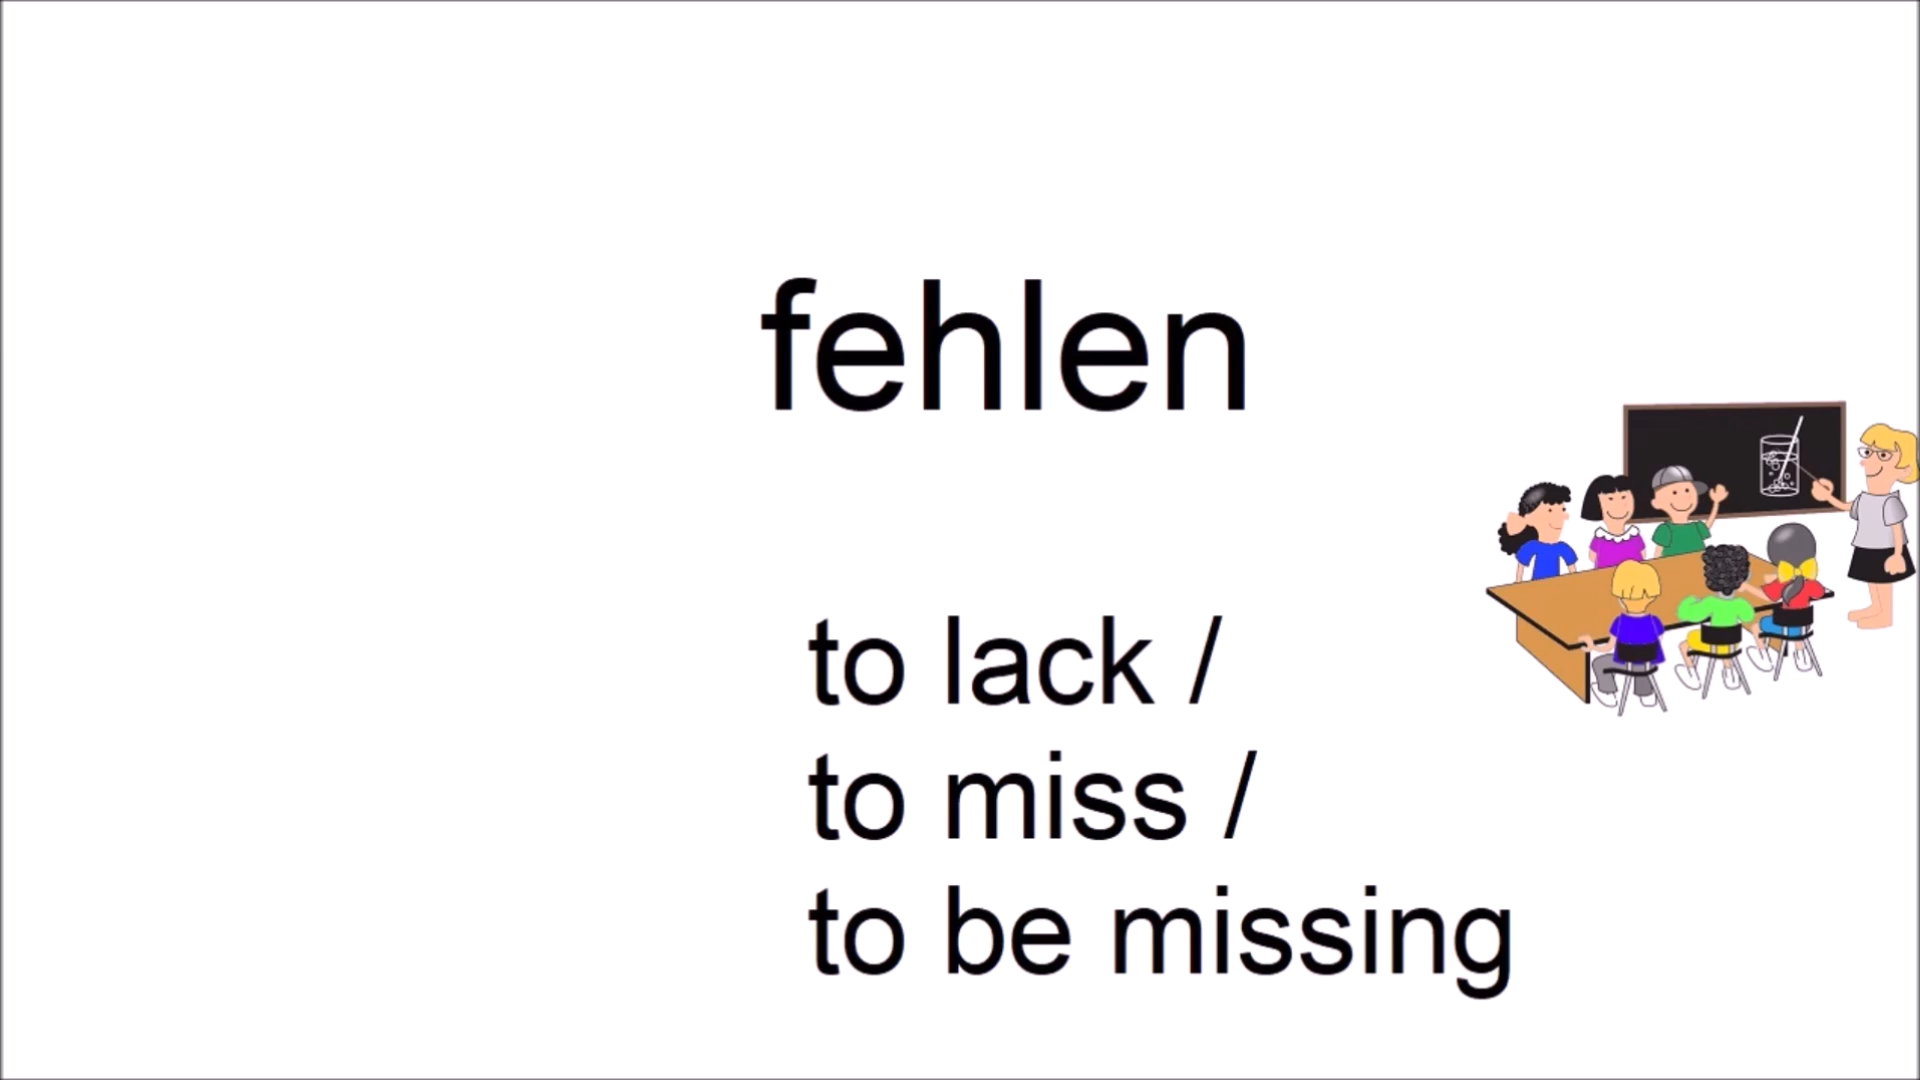 fehlen
to lack /
to miss /
to be missing